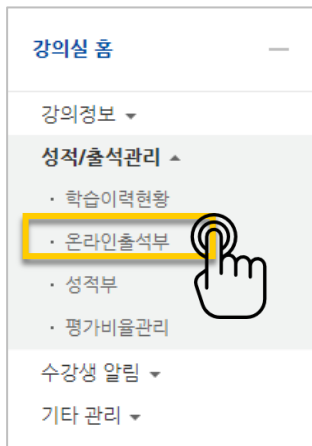 강의실 홈
강의정보
성적/출석관리
· 학습이력현황
· 온라인출석부
· 성적부
· 평가비율관리
수강생 알림
기타 관리